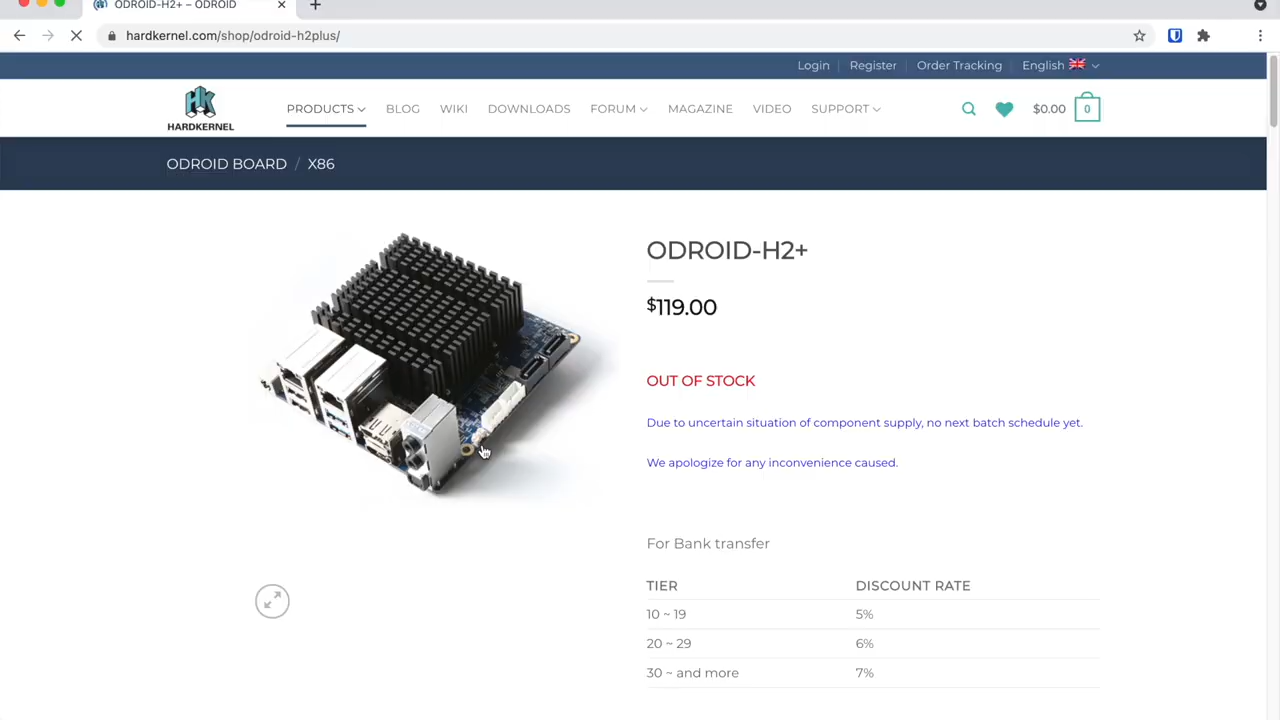 ODROID-H2+ – ODROID
hardkernel.com/shop/odroid-h2plus/
Login Register Order Tracking English
HK
HARDKERNEL
PRODUCTS BLOG WIKI DOWNLOADS FORUM MAGAZINE VIDEO SUPPORT $0.00 0
ODROID BOARD / X86
ODROID-H2+
$119.00
OUT OF STOCK
Due to uncertain situation of component supply, no next batch schedule yet.
We apologize for any inconvenience caused.
For Bank transfer
TIER DISCOUNT RATE
10 ~ 19 5%
20 ~ 29 6%
30 ~ and more 7%